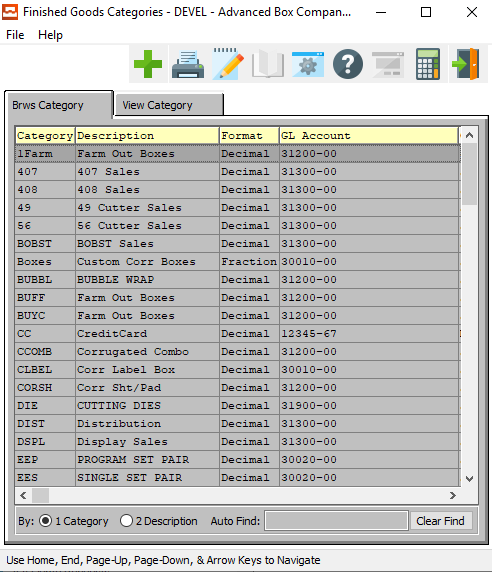 Finished Goods Categories - DEVEL - Advanced Box Compan...
File Help
Brws Category View Category
Category Description Format GL Account
1Farm Farm Out Boxes Decimal 31200-00
407 407 Sales Decimal 31300-00
408 408 Sales Decimal 31300-00
49 49 Cutter Sales Decimal 31300-00
56 56 Cutter Sales Decimal 31300-00
BOBST BOBST Sales Decimal 31300-00
Boxes Custom Corr Boxes Fraction 30010-00
BUBBL BUBBLE WRAP Decimal 31200-00
BUFF Farm Out Boxes Decimal 31200-00
BUYC Farm Out Boxes Decimal 31200-00
CC CreditCard Decimal 12345-67
CCOMB Corrugated Combo Decimal 31200-00
CLBEL Corr Label Box Decimal 30010-00
CORSH Corr Sht/Pad Decimal 31200-00
DIE CUTTING DIES Decimal 31900-00
DIST Distribution Decimal 31300-00
DSPL Display Sales Decimal 31300-00
EEP PROGRAM SET PAIR Decimal 30020-00
EES SINGLE SET PAIR Decimal 30020-00
By: 1 Category 2 Description Auto Find: Clear Find
Use Home, End, Page-Up, Page-Down, & Arrow Keys to Navigate